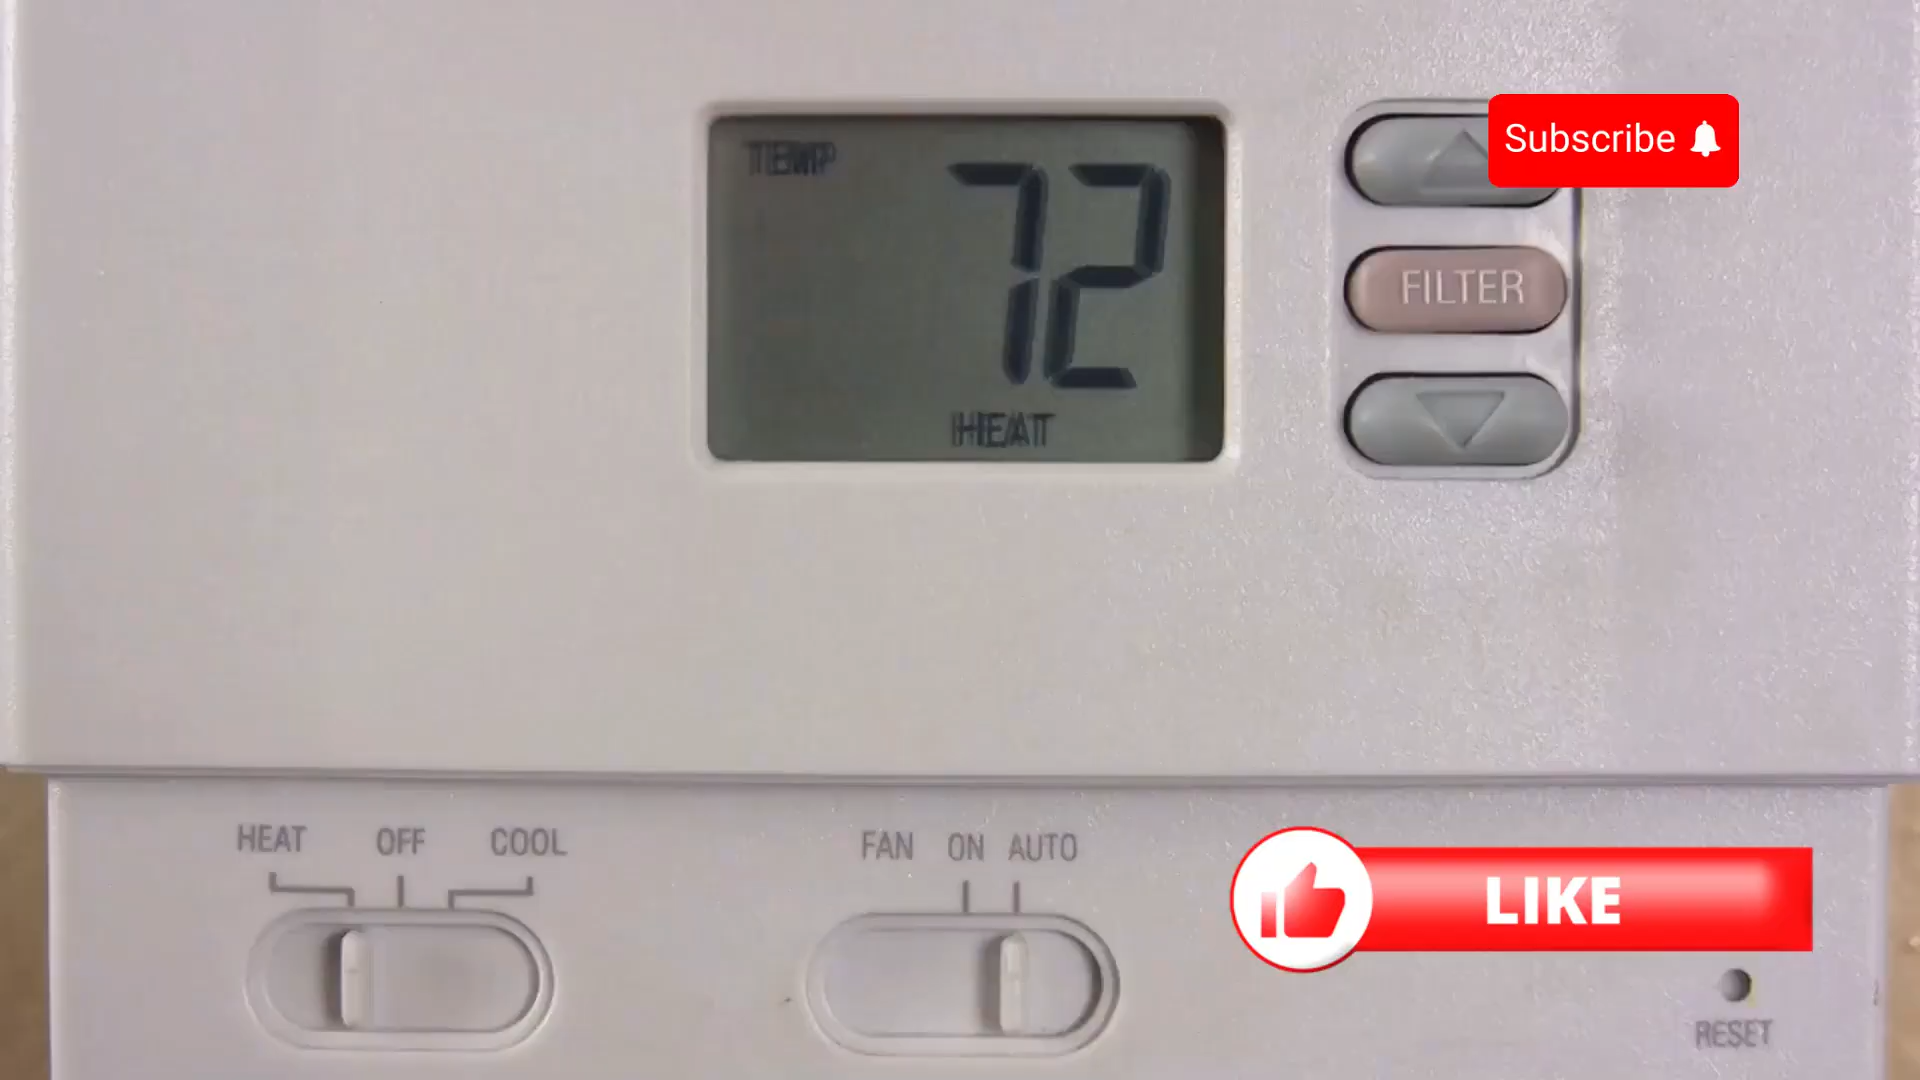 TEMP
72
HEAT
Subscribe
FILTER
HEAT OFF COOL
FAN ON AUTO
LIKE
RESET